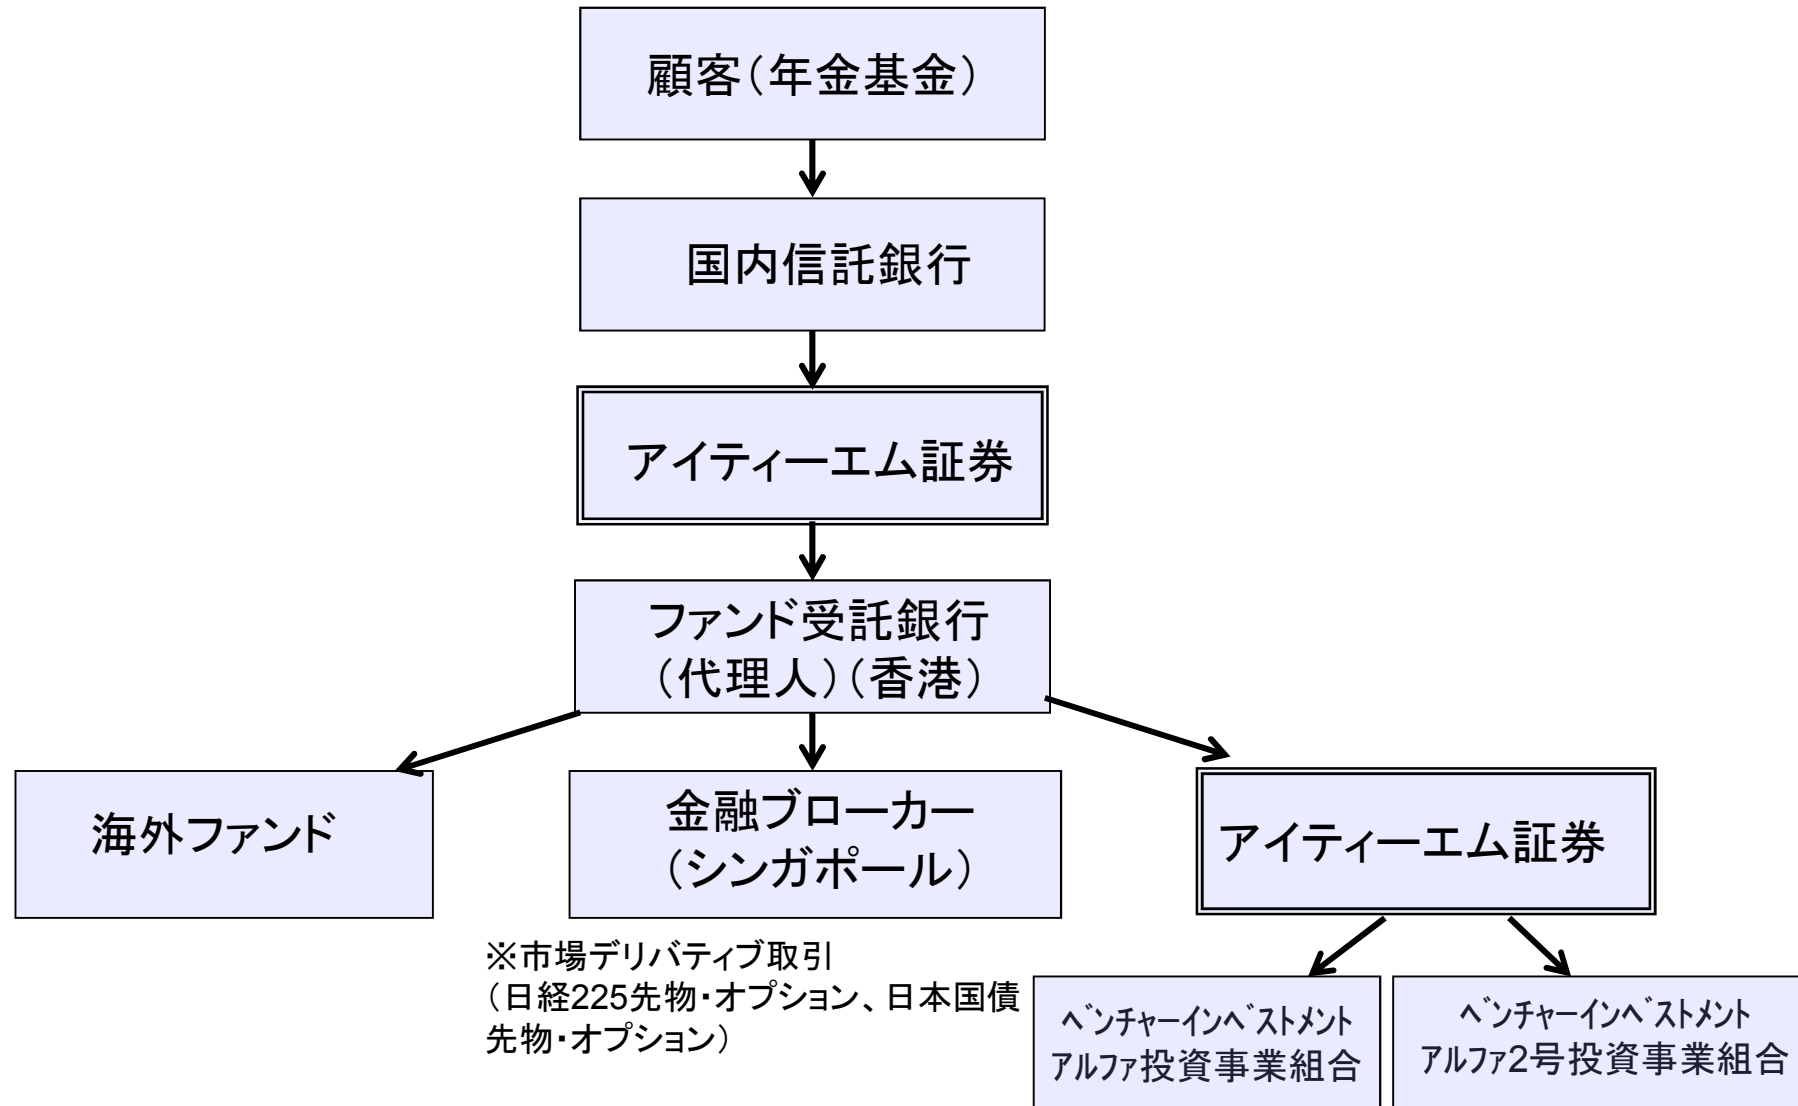 顧客（年金基金）
国内信託銀行
アイティーエム証券
ファンド受託銀行
（代理人）（香港）
海外ファンド
金融ブローカー
（シンガポール）
アイティーエム証券
※市場デリバティブ取引
（日経225先物・オプション、日本国債
先物・オプション）
ﾍﾞﾝﾁｬｰｲﾝﾍﾞｽﾄﾒﾝﾄ
ｱﾙﾌｧ投資事業組合
ﾍﾞﾝﾁｬｰｲﾝﾍﾞｽﾄﾒﾝﾄ
ｱﾙﾌｧ2号投資事業組合